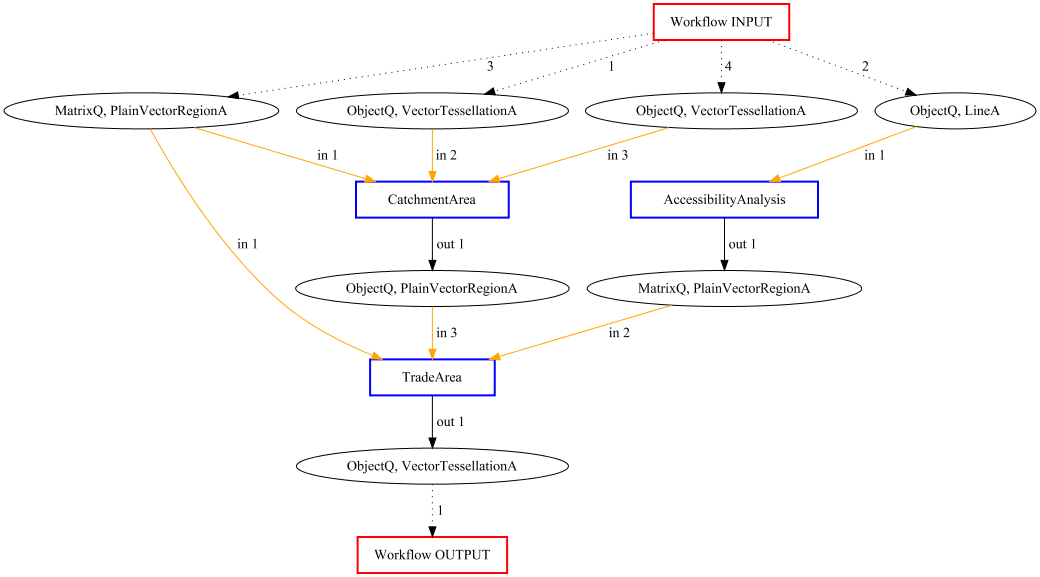 Workflow INPUT
3
1
4
2
MatrixQ, PlainVectorRegionA
ObjectQ, VectorTessellationA
ObjectQ, VectorTessellationA
ObjectQ, LineA
in 1
in 2
in 3
in 1
CatchmentArea
AccessibilityAnalysis
in 1
out 1
out 1
ObjectQ, PlainVectorRegionA
MatrixQ, PlainVectorRegionA
in 3
in 2
TradeArea
out 1
ObjectQ, VectorTessellationA
1
Workflow OUTPUT